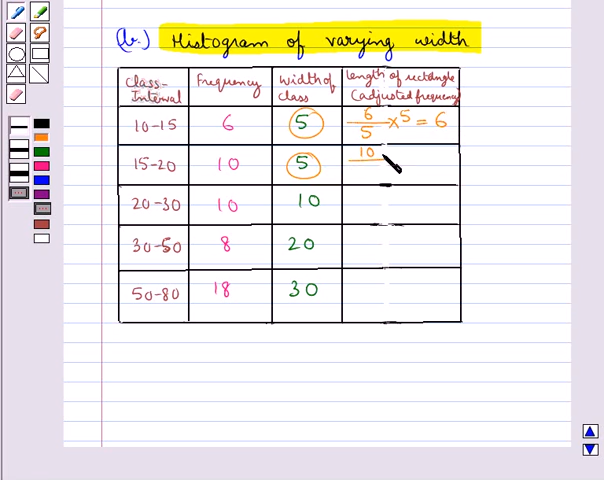 (b.) Histogram of varying width
Class- Interval Frequency Width of class Length of rectangle (adjusted frequency)
10-15 6 5 6/5 × 5 = 6
15-20 10 5 10
20-30 10 10
30-50 8 20
50-80 18 30